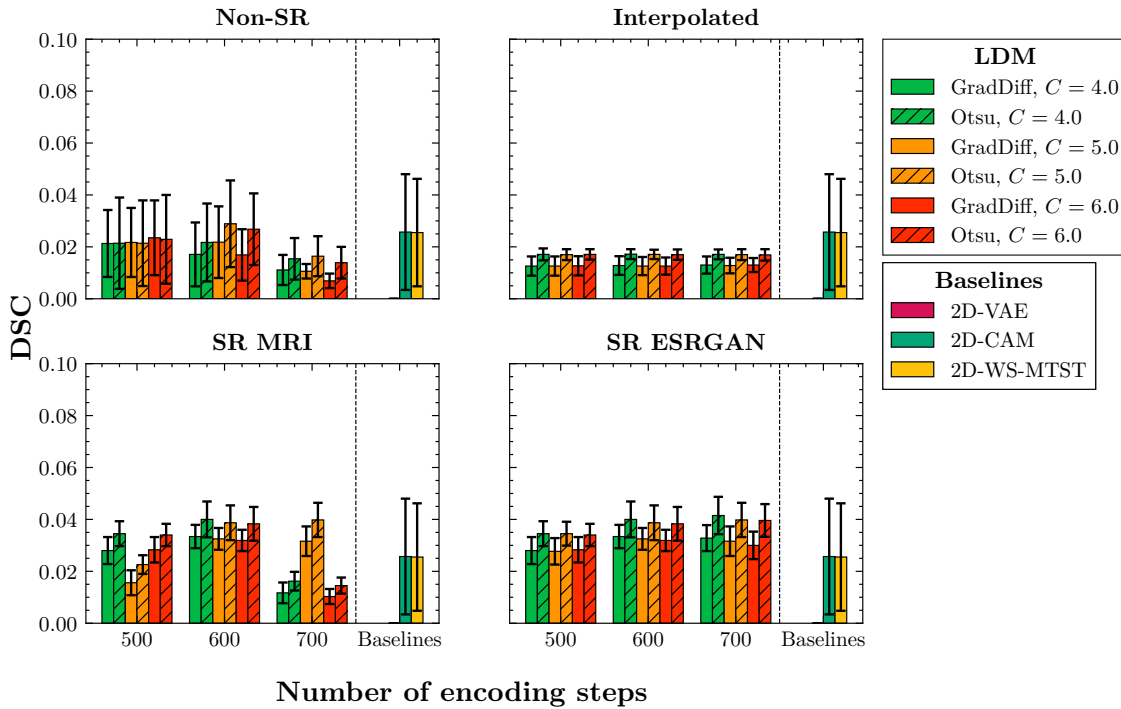 Non-SR
Interpolated
0.10
0.08
0.06
0.04
0.02
0.00
LDM
GradDiff, C = 4.0
Otsu, C = 4.0
GradDiff, C = 5.0
Otsu, C = 5.0
GradDiff, C = 6.0
Otsu, C = 6.0
Baselines
2D-VAE
2D-CAM
2D-WS-MTST
DSC
SR MRI
SR ESRGAN
0.10
0.08
0.06
0.04
0.02
0.00
500 600 700 Baselines
500 600 700 Baselines
Number of encoding steps